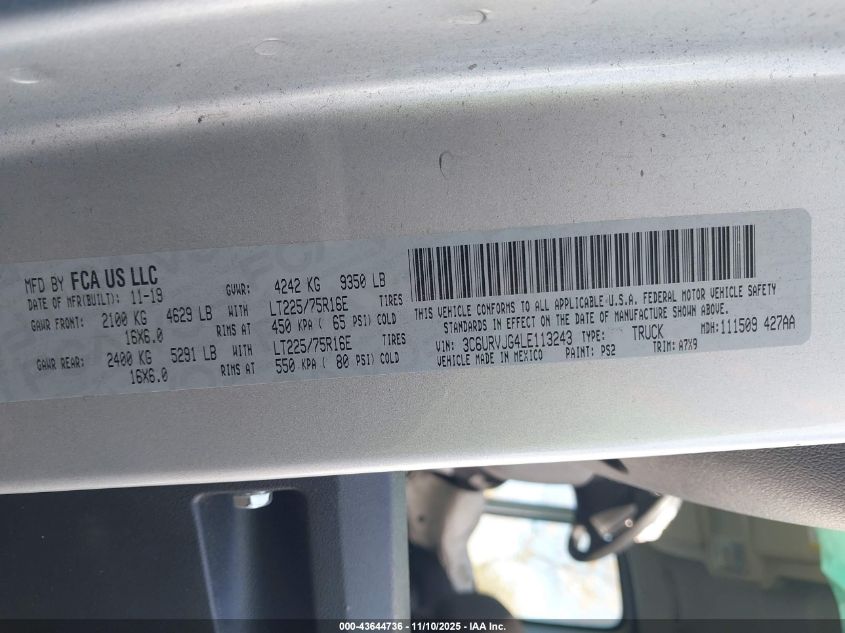 MFD BY FCA US LLC
DATE OF MFR(BUILT): 11-19 GVWR: 4242 KG 9350 LB
GAWR FRONT: 2100 KG 4629 LB WITH LT225/75R16E TIRES
16X6.0 RIMS AT 450 KPA ( 65 PSI) COLD
GAWR REAR: 2400 KG 5291 LB WITH LT225/75R16E TIRES
16X6.0 RIMS AT 550 KPA ( 80 PSI) COLD
THIS VEHICLE CONFORMS TO ALL APPLICABLE U.S.A. FEDERAL MOTOR VEHICLE SAFETY
STANDARDS IN EFFECT ON THE DATE OF MANUFACTURE SHOWN ABOVE.
VIN: 3C6URVJG4LE113243 TYPE: TRUCK MDH: 111509 427AA
VEHICLE MADE IN MEXICO PAINT: PS2 TRIM: A7X9
000-43644736 - 11/10/2025 - IAA Inc.